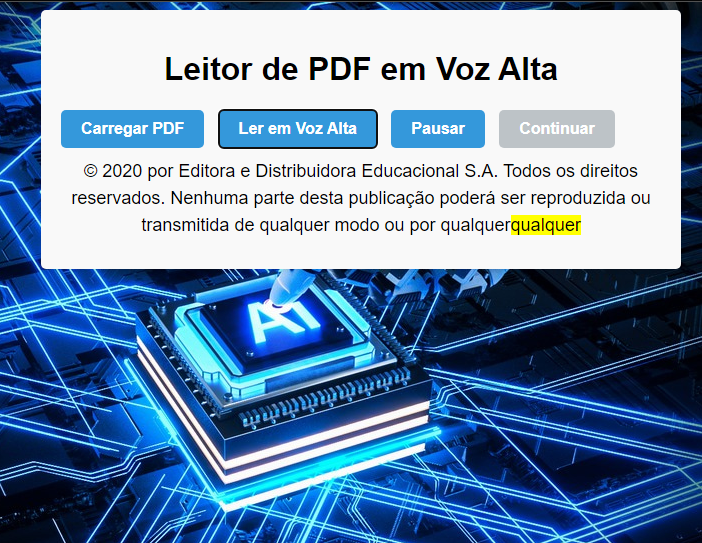 Leitor de PDF em Voz Alta
Carregar PDF Ler em Voz Alta Pausar Continuar
© 2020 por Editora e Distribuidora Educacional S.A. Todos os direitos
reservados. Nenhuma parte desta publicação poderá ser reproduzida ou
transmitida de qualquer modo ou por qualquerqualquer
AI